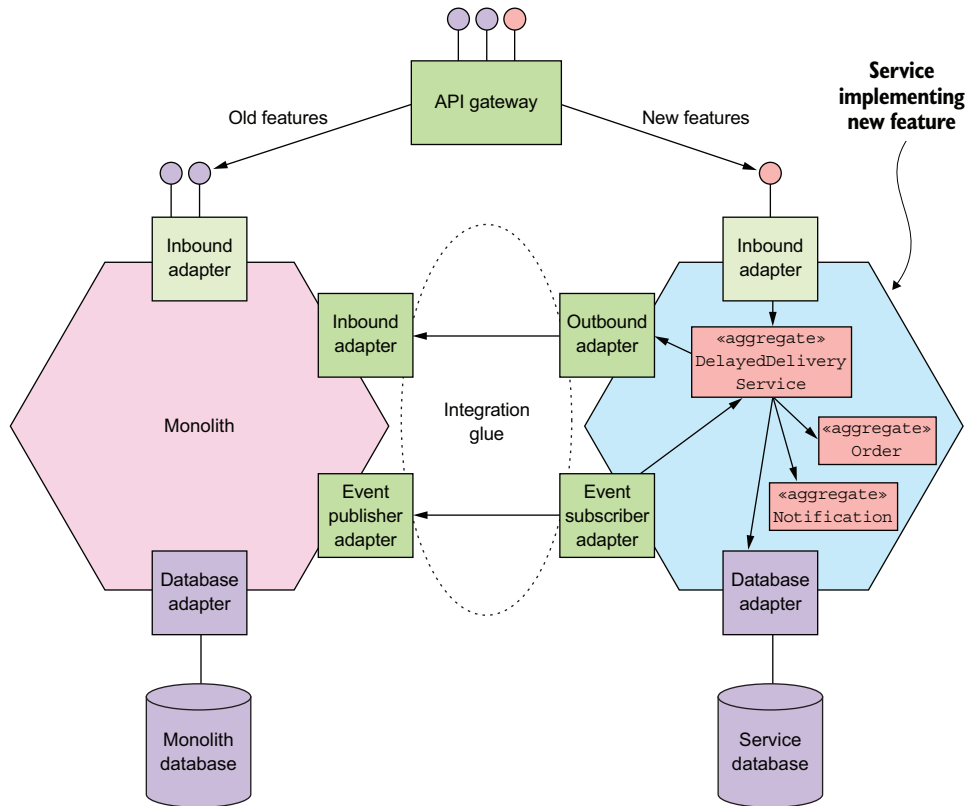 API gateway
Service
implementing
new feature
Old features
New features
Inbound
adapter
Inbound
adapter
Inbound
adapter
Outbound
adapter
«aggregate»
DelayedDelivery
Service
Monolith
Integration
glue
«aggregate»
Order
Event
publisher
adapter
Event
subscriber
adapter
«aggregate»
Notification
Database
adapter
Database
adapter
Monolith
database
Service
database